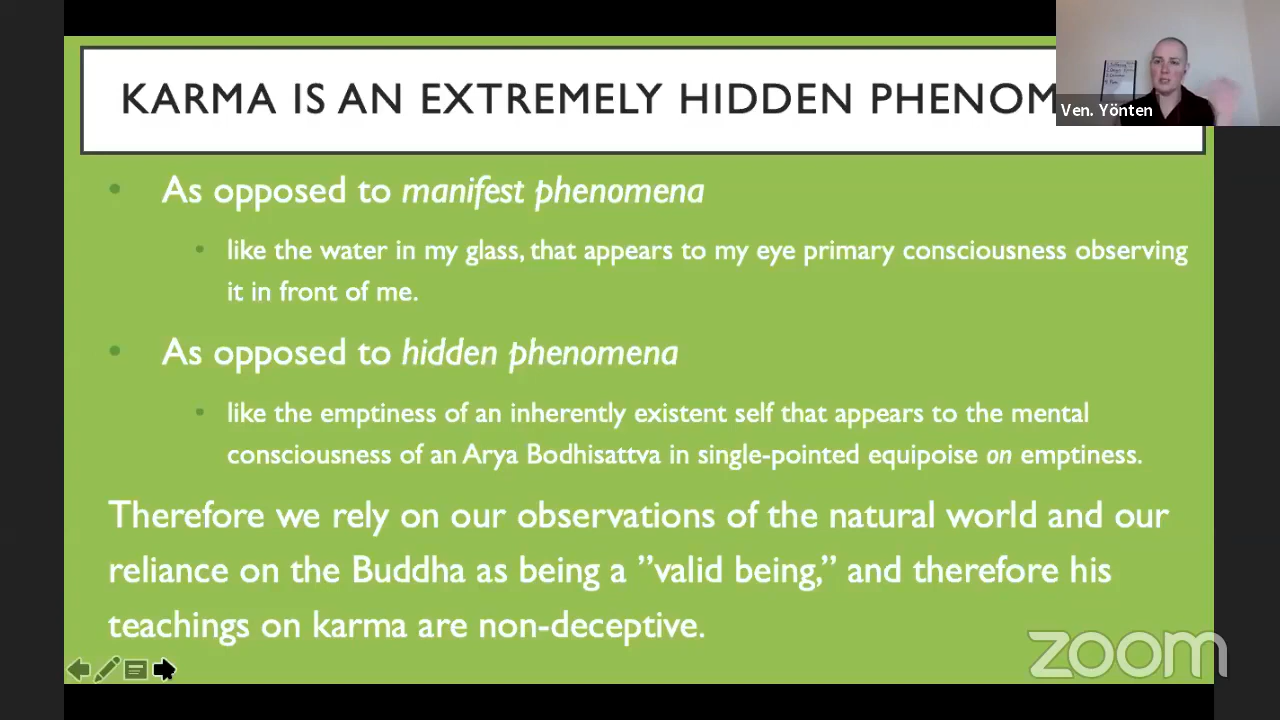 KARMA IS AN EXTREMELY HIDDEN
Ven. Yönten
• As opposed to manifest phenomena
• like the water in my glass, that appears to my eye primary consciousness observing
it in front of me.
• As opposed to hidden phenomena
• like the emptiness of an inherently existent self that appears to the mental
consciousness of an Arya Bodhisattva in single-pointed equipoise on emptiness.
Therefore we rely on our observations of the natural world and our
reliance on the Buddha as being a ”valid being,” and therefore his
teachings on karma are non-deceptive.
zoom